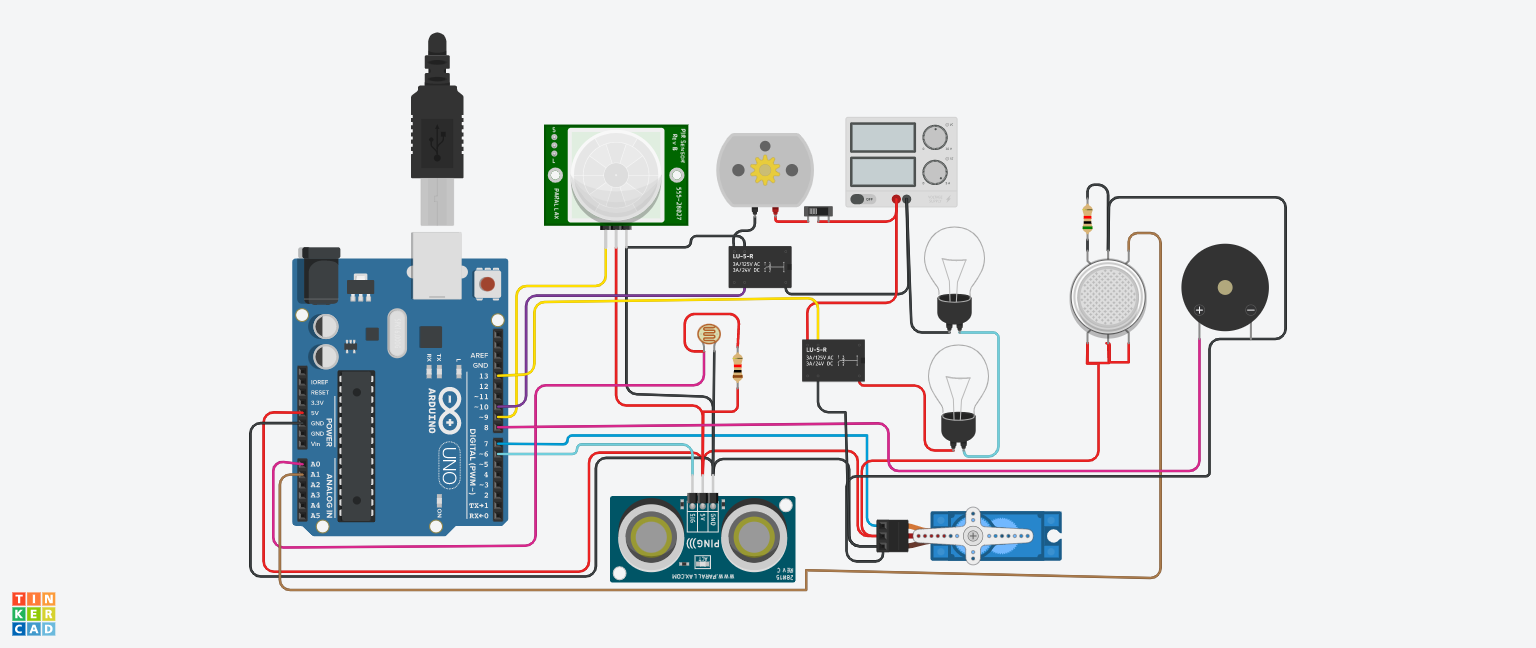 S
L
PIR SENSOR
REV B
PARALLAX
555-28027
OFF
LU-5-R
3A/125V AC
3A/24V DC
LU-5-R
3A/125V AC
3A/24V DC
AREF
GND
13
12
~11
~10
~9
8
7
~6
~5
4
~3
2
TX→1
RX←0
DIGITAL (PWM~)
RX
TX
L
ARDUINO
UNO
ON
IOREF
RESET
3.3V
5V
GND
GND
Vin
POWER
A0
A1
A2
A3
A4
A5
ANALOG IN
SIG
5V
GND
PING)))
WWW.PARALLAX.COM
REV C
28015
+
−
TIN
KER
CAD